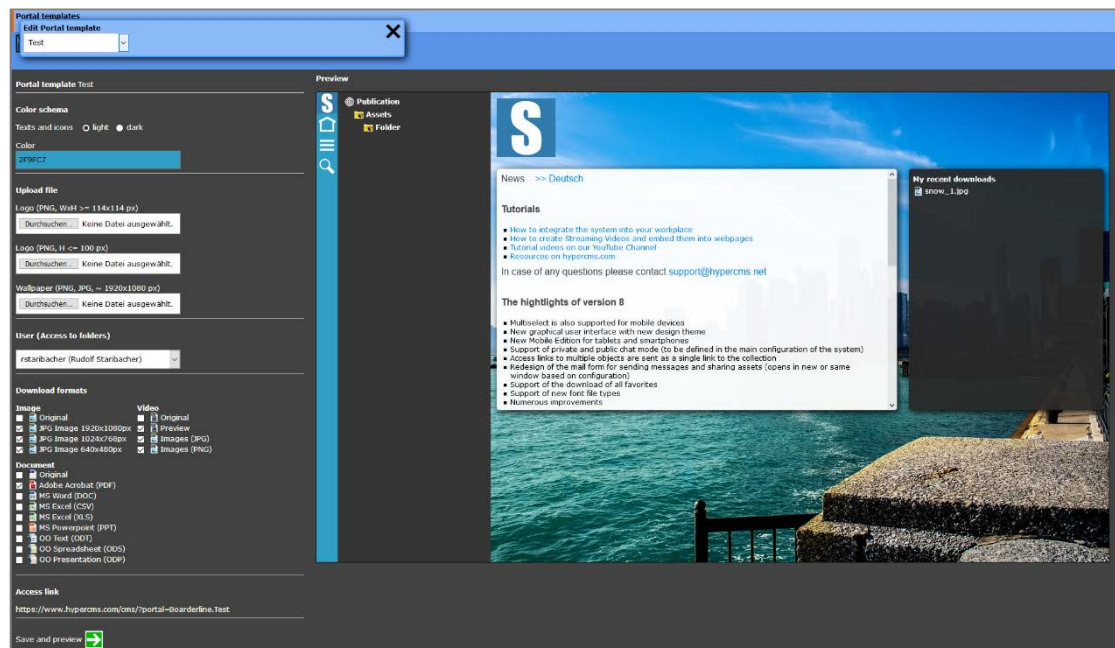 Portal templates
Edit Portal template
Test
Portal template Test
Color schema
Texts and icons light dark
Color
2F9FC7
Upload file
Logo (PNG, WxH >= 114x114 px)
Durchsuchen... Keine Datei ausgewählt.
Logo (PNG, H <= 100 px)
Durchsuchen... Keine Datei ausgewählt.
Wallpaper (PNG, JPG, ~ 1920x1080 px)
Durchsuchen... Keine Datei ausgewählt.
User (Access to folders)
rstaribacher (Rudolf Staribacher)
Download formats
Image Video
Original Original
JPG Image 1920x1080px Preview
JPG Image 1024x768px Images (JPG)
JPG Image 640x480px Images (PNG)
Document
Original
Adobe Acrobat (PDF)
MS Word (DOC)
MS Excel (CSV)
MS Excel (XLS)
MS Powerpoint (PPT)
OO Text (ODT)
OO Spreadsheet (ODS)
OO Presentation (ODP)
Access link
https://www.hypercms.com/cms/?portal=Boarderline.Test
Save and preview
Preview
S
Publication
Assets
Folder
S
News >> Deutsch
Tutorials
How to integrate the system into your workplace
How to create Streaming Videos and embed them into webpages
Tutorial videos on our YouTube Channel
Resources on hypercms.com
In case of any questions please contact support@hypercms.net
The hightlights of version 8
Multiselect is also supported for mobile devices
New graphical user interface with new design theme
New Mobile Edition for tablets and smartphones
Support of private and public chat mode (to be defined in the main configuration of the system)
Access links to multiple objects are sent as a single link to the collection
Redesign of the mail form for sending messages and sharing assets (opens in new or same
window based on configuration)
Support of the download of all favorites
Support of new font file types
Numerous improvements
My recent downloads
snow_1.jpg